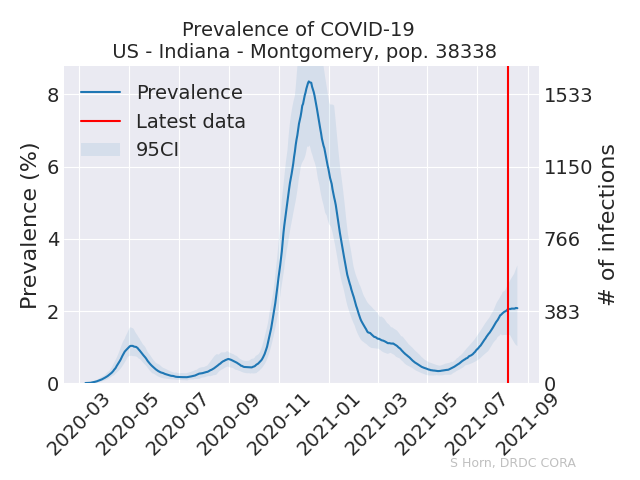 Prevalence of COVID-19
US - Indiana - Montgomery, pop. 38338
Prevalence
Latest data
95CI
Prevalence (%)
8
6
4
2
0
# of infections
1533
1150
766
383
0
2020-03
2020-05
2020-07
2020-09
2020-11
2021-01
2021-03
2021-05
2021-07
2021-09
S Horn, DRDC CORA